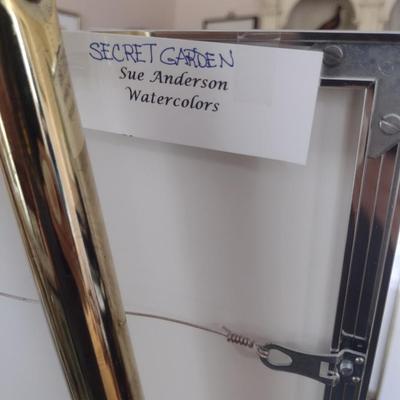 SECRET GARDEN
Sue Anderson
Watercolors